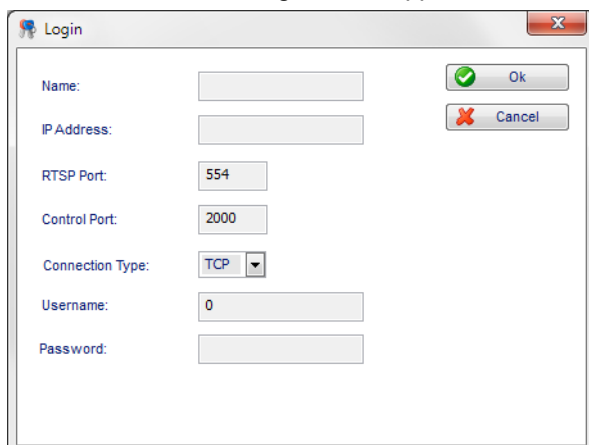 Login
Name:
Ok
IP Address:
Cancel
RTSP Port: 554
Control Port: 2000
Connection Type: TCP
Username: 0
Password: